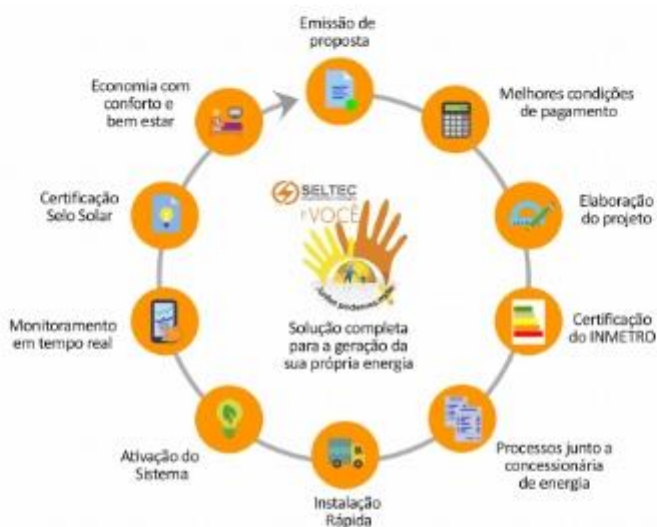 Emissão de
proposta
Melhores condições
de pagamento
Elaboração
do projeto
Certificação
do INMETRO
Processos junto a
concessionária
de energia
Instalação
Rápida
Ativação do
Sistema
Monitoramento
em tempo real
Certificação
Selo Solar
Economia com
conforto e
bem estar
SELTEC
VOCÊ
Solução completa
para a geração da
sua própria energia